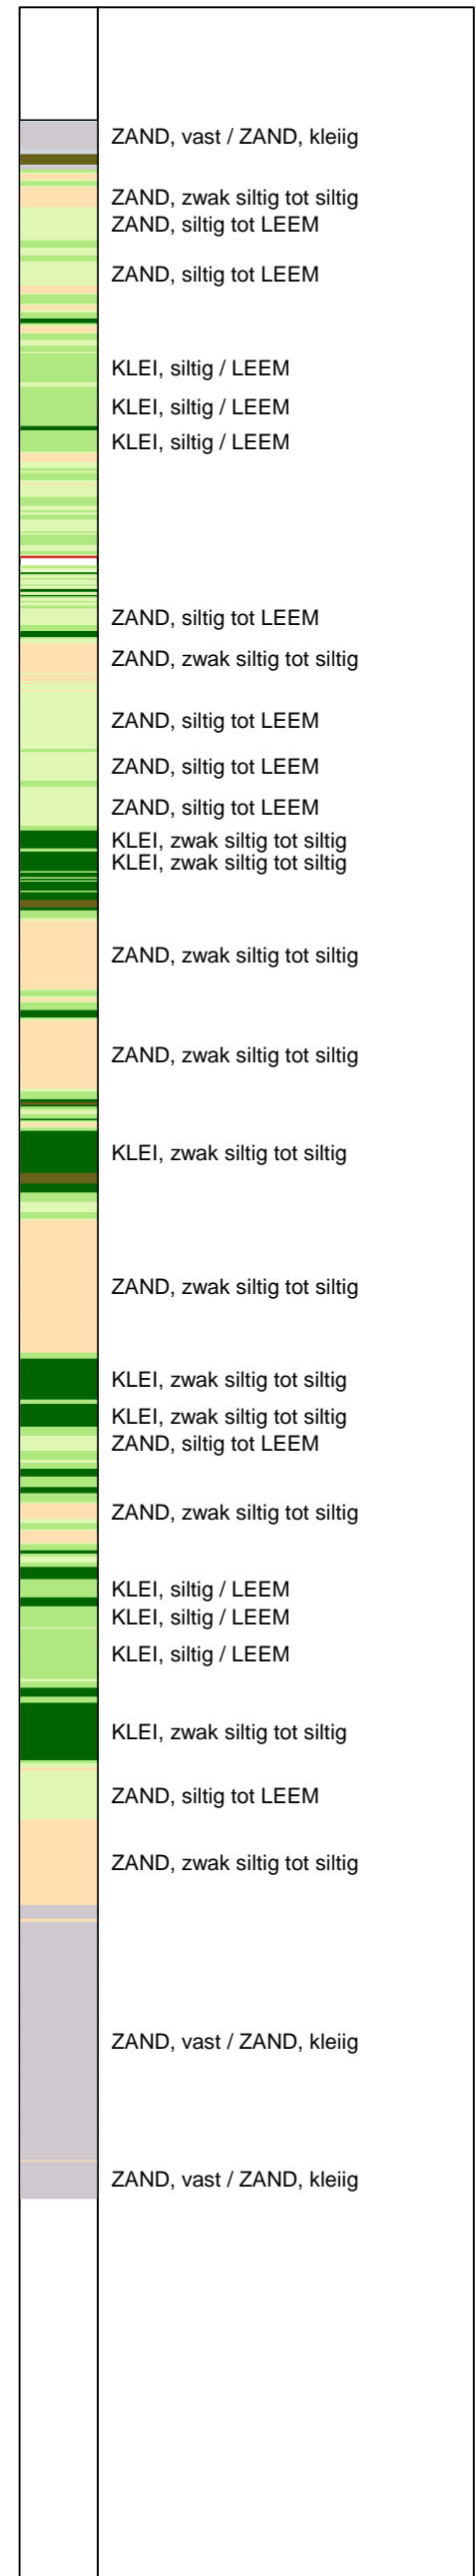 ZAND, vast / ZAND, kleiig
ZAND, zwak siltig tot siltig
ZAND, siltig tot LEEM
ZAND, siltig tot LEEM
KLEI, siltig / LEEM
KLEI, siltig / LEEM
KLEI, siltig / LEEM
ZAND, siltig tot LEEM
ZAND, zwak siltig tot siltig
ZAND, siltig tot LEEM
ZAND, siltig tot LEEM
ZAND, siltig tot LEEM
KLEI, zwak siltig tot siltig
KLEI, zwak siltig tot siltig
ZAND, zwak siltig tot siltig
ZAND, zwak siltig tot siltig
KLEI, zwak siltig tot siltig
ZAND, zwak siltig tot siltig
KLEI, zwak siltig tot siltig
KLEI, zwak siltig tot siltig
ZAND, siltig tot LEEM
ZAND, zwak siltig tot siltig
KLEI, siltig / LEEM
KLEI, siltig / LEEM
KLEI, siltig / LEEM
KLEI, zwak siltig tot siltig
ZAND, siltig tot LEEM
ZAND, zwak siltig tot siltig
ZAND, vast / ZAND, kleiig
ZAND, vast / ZAND, kleiig